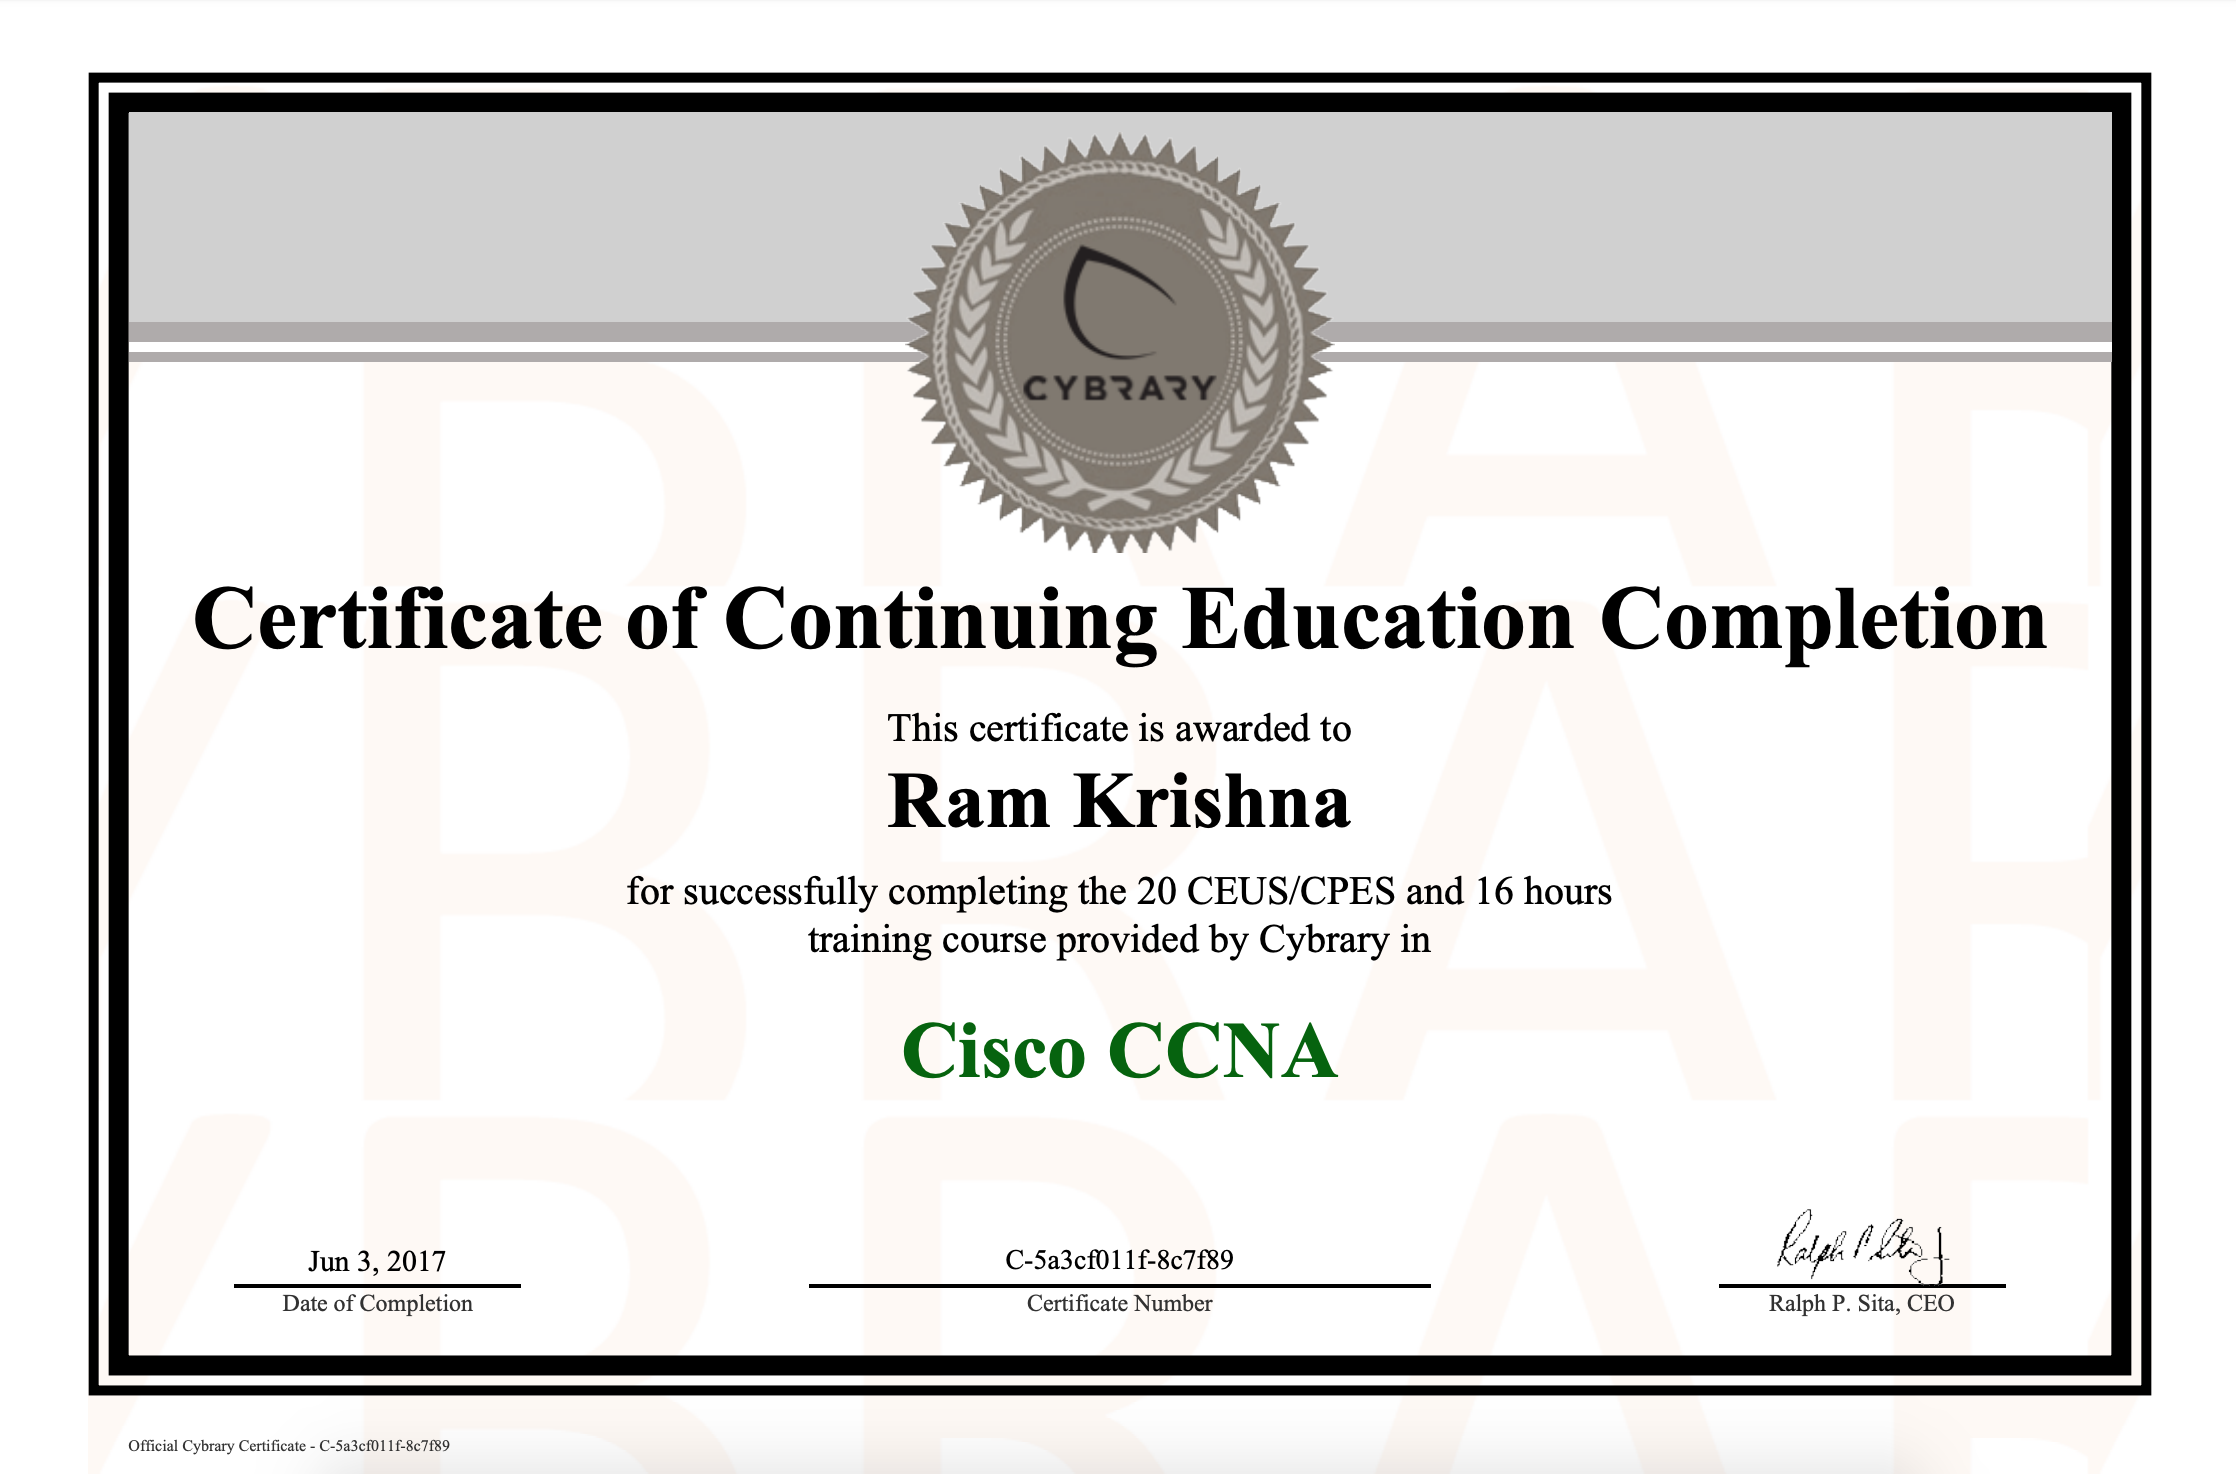 CYBRARY
Certificate of Continuing Education Completion
This certificate is awarded to
Ram Krishna
for successfully completing the 20 CEUS/CPES and 16 hours
training course provided by Cybrary in
Cisco CCNA
Jun 3, 2017
Date of Completion
C-5a3cf011f-8c7f89
Certificate Number
Ralph P. Sita, CEO
Official Cybrary Certificate - C-5a3cf011f-8c7f89